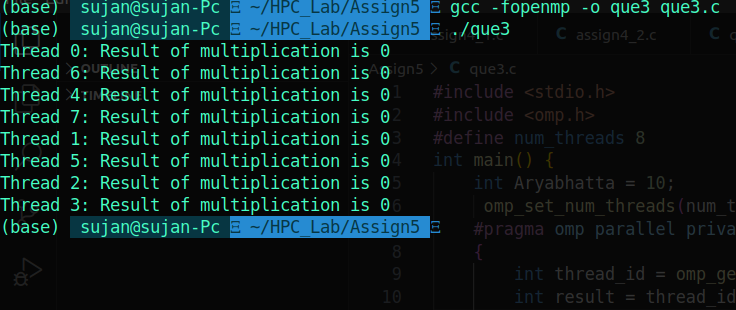 (base) sujan@sujan-Pc ~/HPC_Lab/Assign5 gcc -fopenmp -o que3 que3.c
(base) sujan@sujan-Pc ~/HPC_Lab/Assign5 ./que3
Thread 0: Result of multiplication is 0
Thread 6: Result of multiplication is 0
Thread 4: Result of multiplication is 0
Thread 7: Result of multiplication is 0
Thread 1: Result of multiplication is 0
Thread 5: Result of multiplication is 0
Thread 2: Result of multiplication is 0
Thread 3: Result of multiplication is 0
(base) sujan@sujan-Pc ~/HPC_Lab/Assign5
assign4_2.c
OUTLINE
Assign5 > C que3.c
1 #include <stdio.h>
2 #include <omp.h>
3 #define num_threads 8
4 int main() {
5 int Aryabhatta = 10;
6 omp_set_num_threads(num_t
#pragma omp parallel priva
8 {
9 int thread_id = omp_ge
10 int result = thread_id